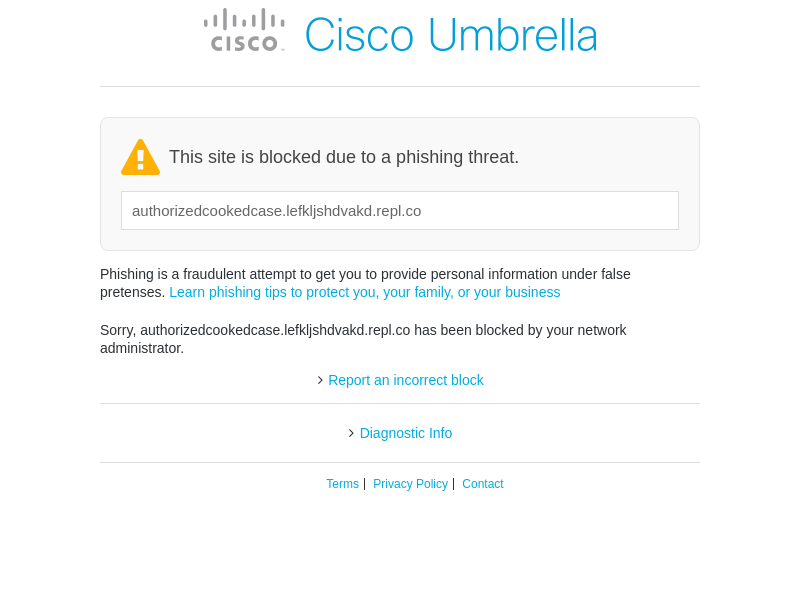 CISCO
Cisco Umbrella
This site is blocked due to a phishing threat.
authorizedcookedcase.lefkljshdvakd.repl.co
Phishing is a fraudulent attempt to get you to provide personal information under false
pretenses. Learn phishing tips to protect you, your family, or your business
Sorry, authorizedcookedcase.lefkljshdvakd.repl.co has been blocked by your network
administrator.
> Report an incorrect block
> Diagnostic Info
Terms | Privacy Policy | Contact